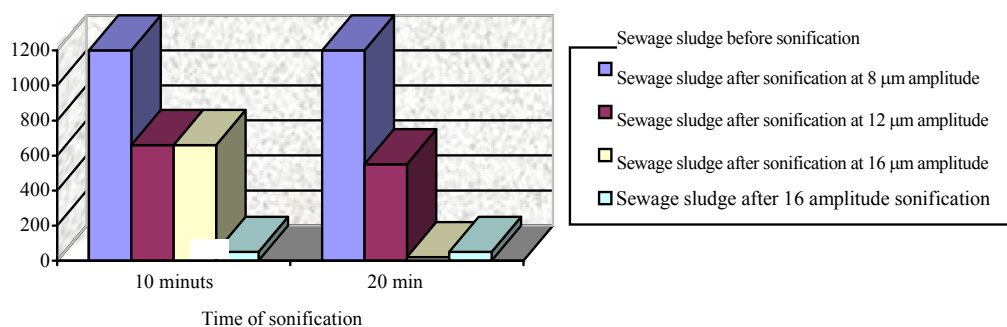 1200
1000
800
600
400
200
0
10 minuts
20 min
Time of sonification
Sewage sludge before sonification
Sewage sludge after sonification at 8 μm amplitude
Sewage sludge after sonification at 12 μm amplitude
Sewage sludge after sonification at 16 μm amplitude
Sewage sludge after 16 amplitude sonification